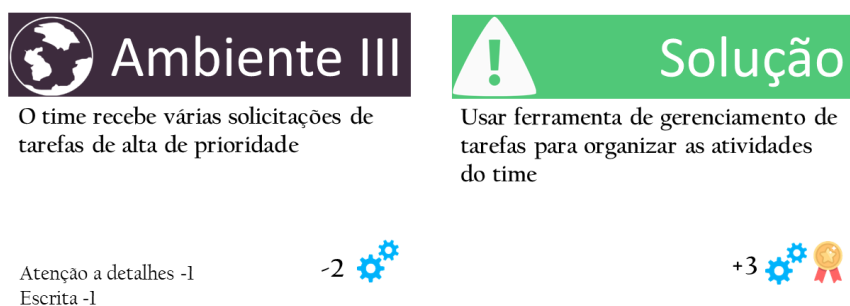 Ambiente III
O time recebe várias solicitações de
tarefas de alta de prioridade
Atenção a detalhes -1
Escrita -1
-2
Solução
Usar ferramenta de gerenciamento de
tarefas para organizar as atividades
do time
+3